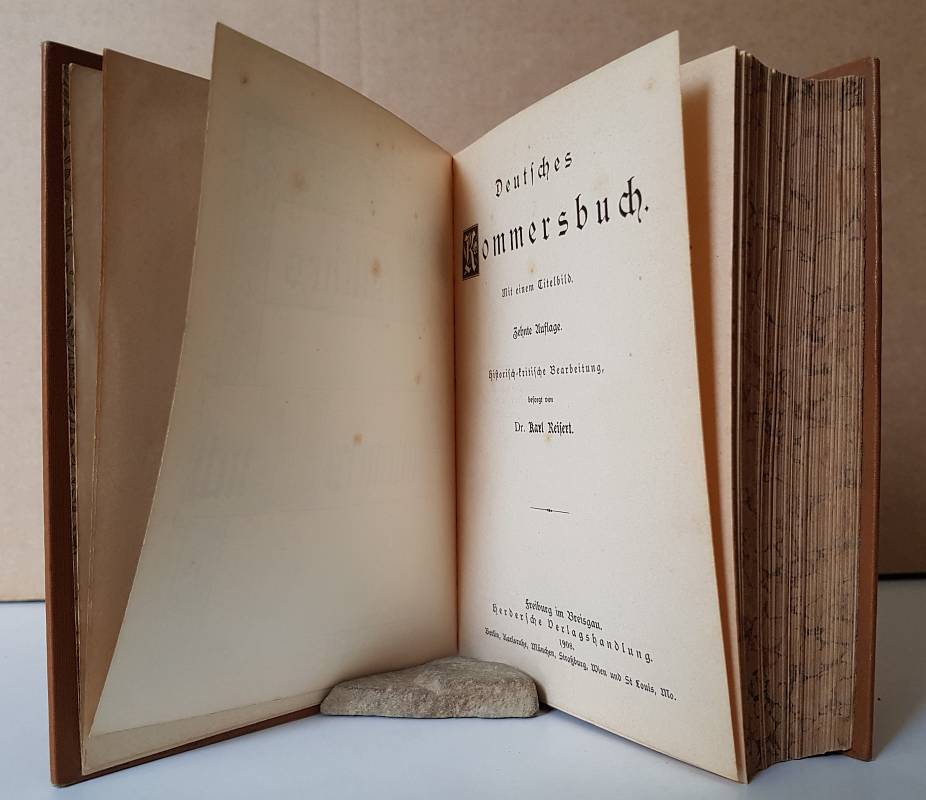 Deutſches
Kommersbuch.
Mit einem Titelbild.
Zehnte Auflage.
Hiſtoriſch-kritiſche Bearbeitung,
beſorgt von
Dr. Karl Reiſert.
Freiburg im Breisgau.
Herderſche Verlagshandlung.
1908.
Berlin, Karlsruhe, München, Straßburg, Wien und St Louis, Mo.